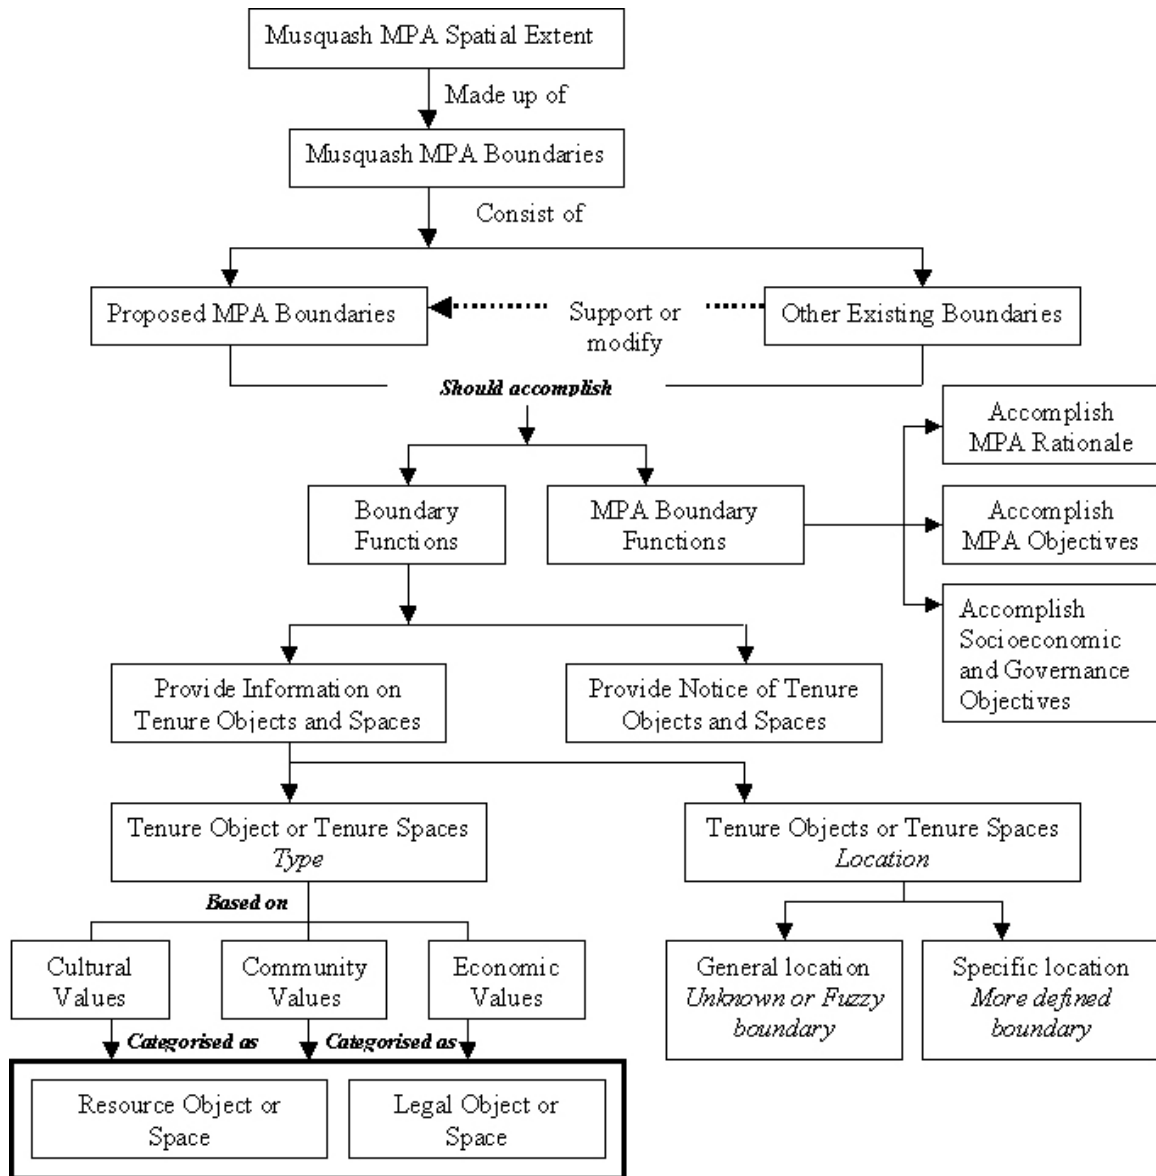 Musquash MPA Spatial Extent
Made up of
Musquash MPA Boundaries
Consist of
Proposed MPA Boundaries
Support or
modify
Other Existing Boundaries
Should accomplish
Boundary
Functions
MPA Boundary
Functions
Accomplish
MPA Rationale
Accomplish
MPA Objectives
Accomplish
Socioeconomic
and Governance
Objectives
Provide Information on
Tenure Objects and Spaces
Provide Notice of Tenure
Objects and Spaces
Tenure Object or Tenure Spaces
Type
Tenure Objects or Tenure Spaces
Location
Based on
Cultural
Values
Community
Values
Economic
Values
General location
Unknown or Fuzzy
boundary
Specific location
More defined
boundary
Categorised as
Categorised as
Resource Object or
Space
Legal Object or
Space